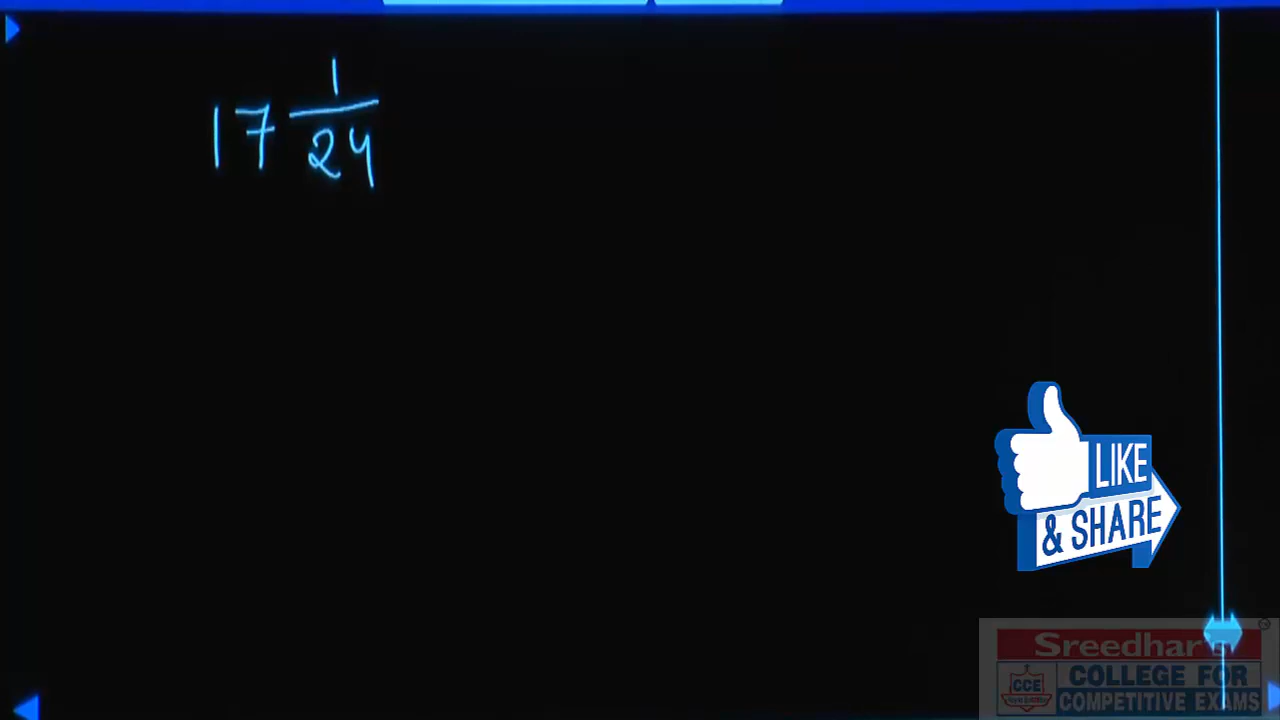 17 1/24
LIKE
& SHARE
Sreedhar's
CCE
COLLEGE FOR
COMPETITIVE EXAMS